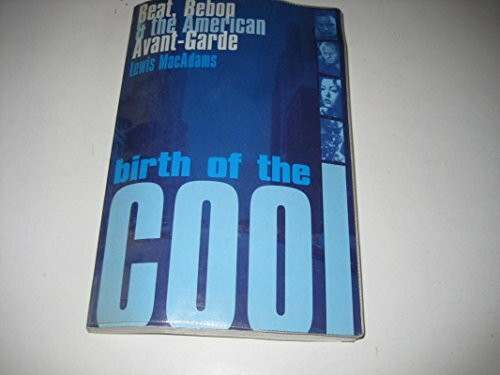 Beat, Bebop
& the American
Avant-Garde
Lewis MacAdams
birth of the
cool